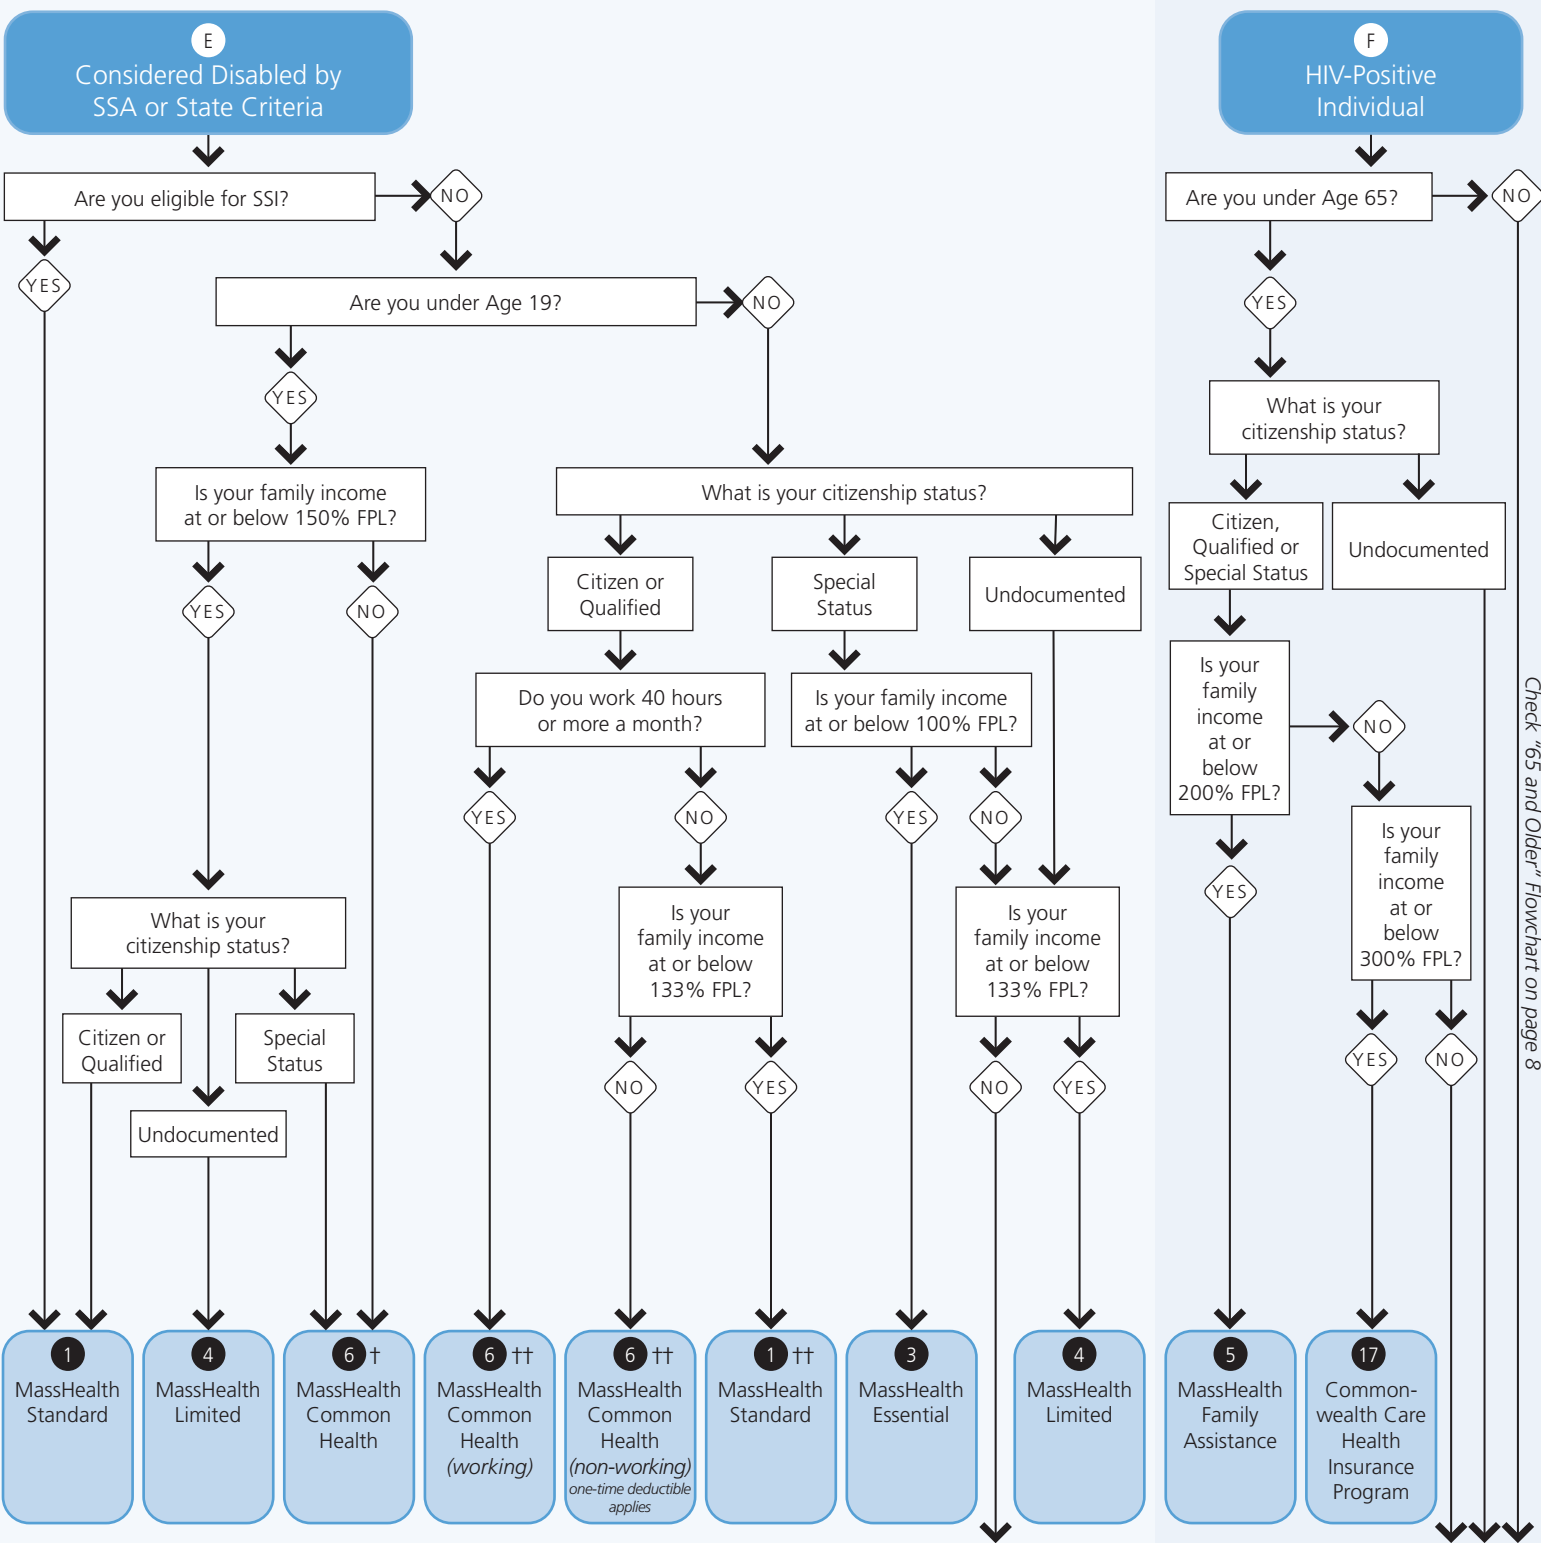 E
Considered Disabled by
SSA or State Criteria
Are you eligible for SSI?
NO
YES
Are you under Age 19?
NO
YES
Is your family income
at or below 150% FPL?
YES
NO
What is your
citizenship status?
Citizen or
Qualified
Special
Status
Undocumented
What is your citizenship status?
Citizen or
Qualified
Special
Status
Undocumented
Do you work 40 hours
or more a month?
YES
NO
Is your
family income
at or below
133% FPL?
NO
YES
Is your family income
at or below 100% FPL?
YES
NO
Is your
family income
at or below
133% FPL?
NO
YES
1
MassHealth
Standard
4
MassHealth
Limited
6 †
MassHealth
Common
Health
6 ††
MassHealth
Common
Health
(working)
6 ††
MassHealth
Common
Health
(non-working)
one-time deductible
applies
1 ††
MassHealth
Standard
3
MassHealth
Essential
4
MassHealth
Limited
F
HIV-Positive
Individual
Are you under Age 65?
NO
YES
What is your
citizenship status?
Citizen,
Qualified or
Special Status
Undocumented
Is your
family
income
at or
below
200% FPL?
NO
YES
Is your
family
income
at or
below
300% FPL?
YES
NO
Check "65 and Older" Flowchart on page 8
5
MassHealth
Family
Assistance
17
Common-
wealth Care
Health
Insurance
Program